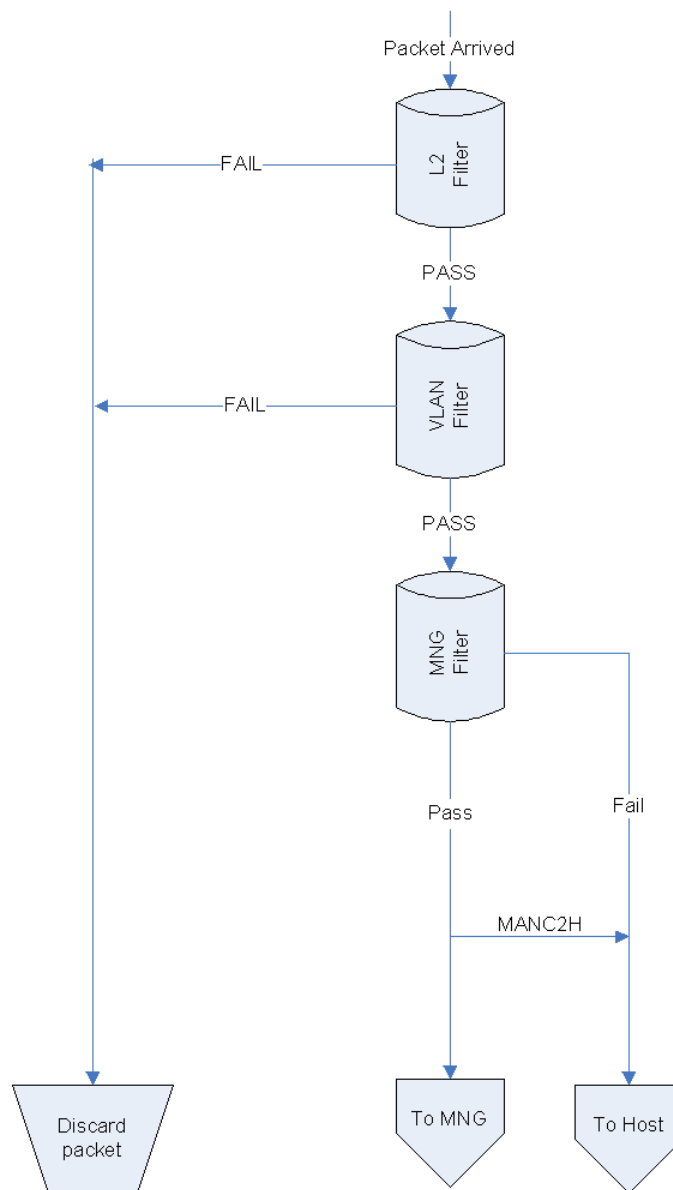 Packet Arrived
L2
Filter
FAIL
PASS
VLAN
Filter
FAIL
PASS
MNG
Filter
Pass
Fail
MANC2H
Discard
packet
To MNG
To Host